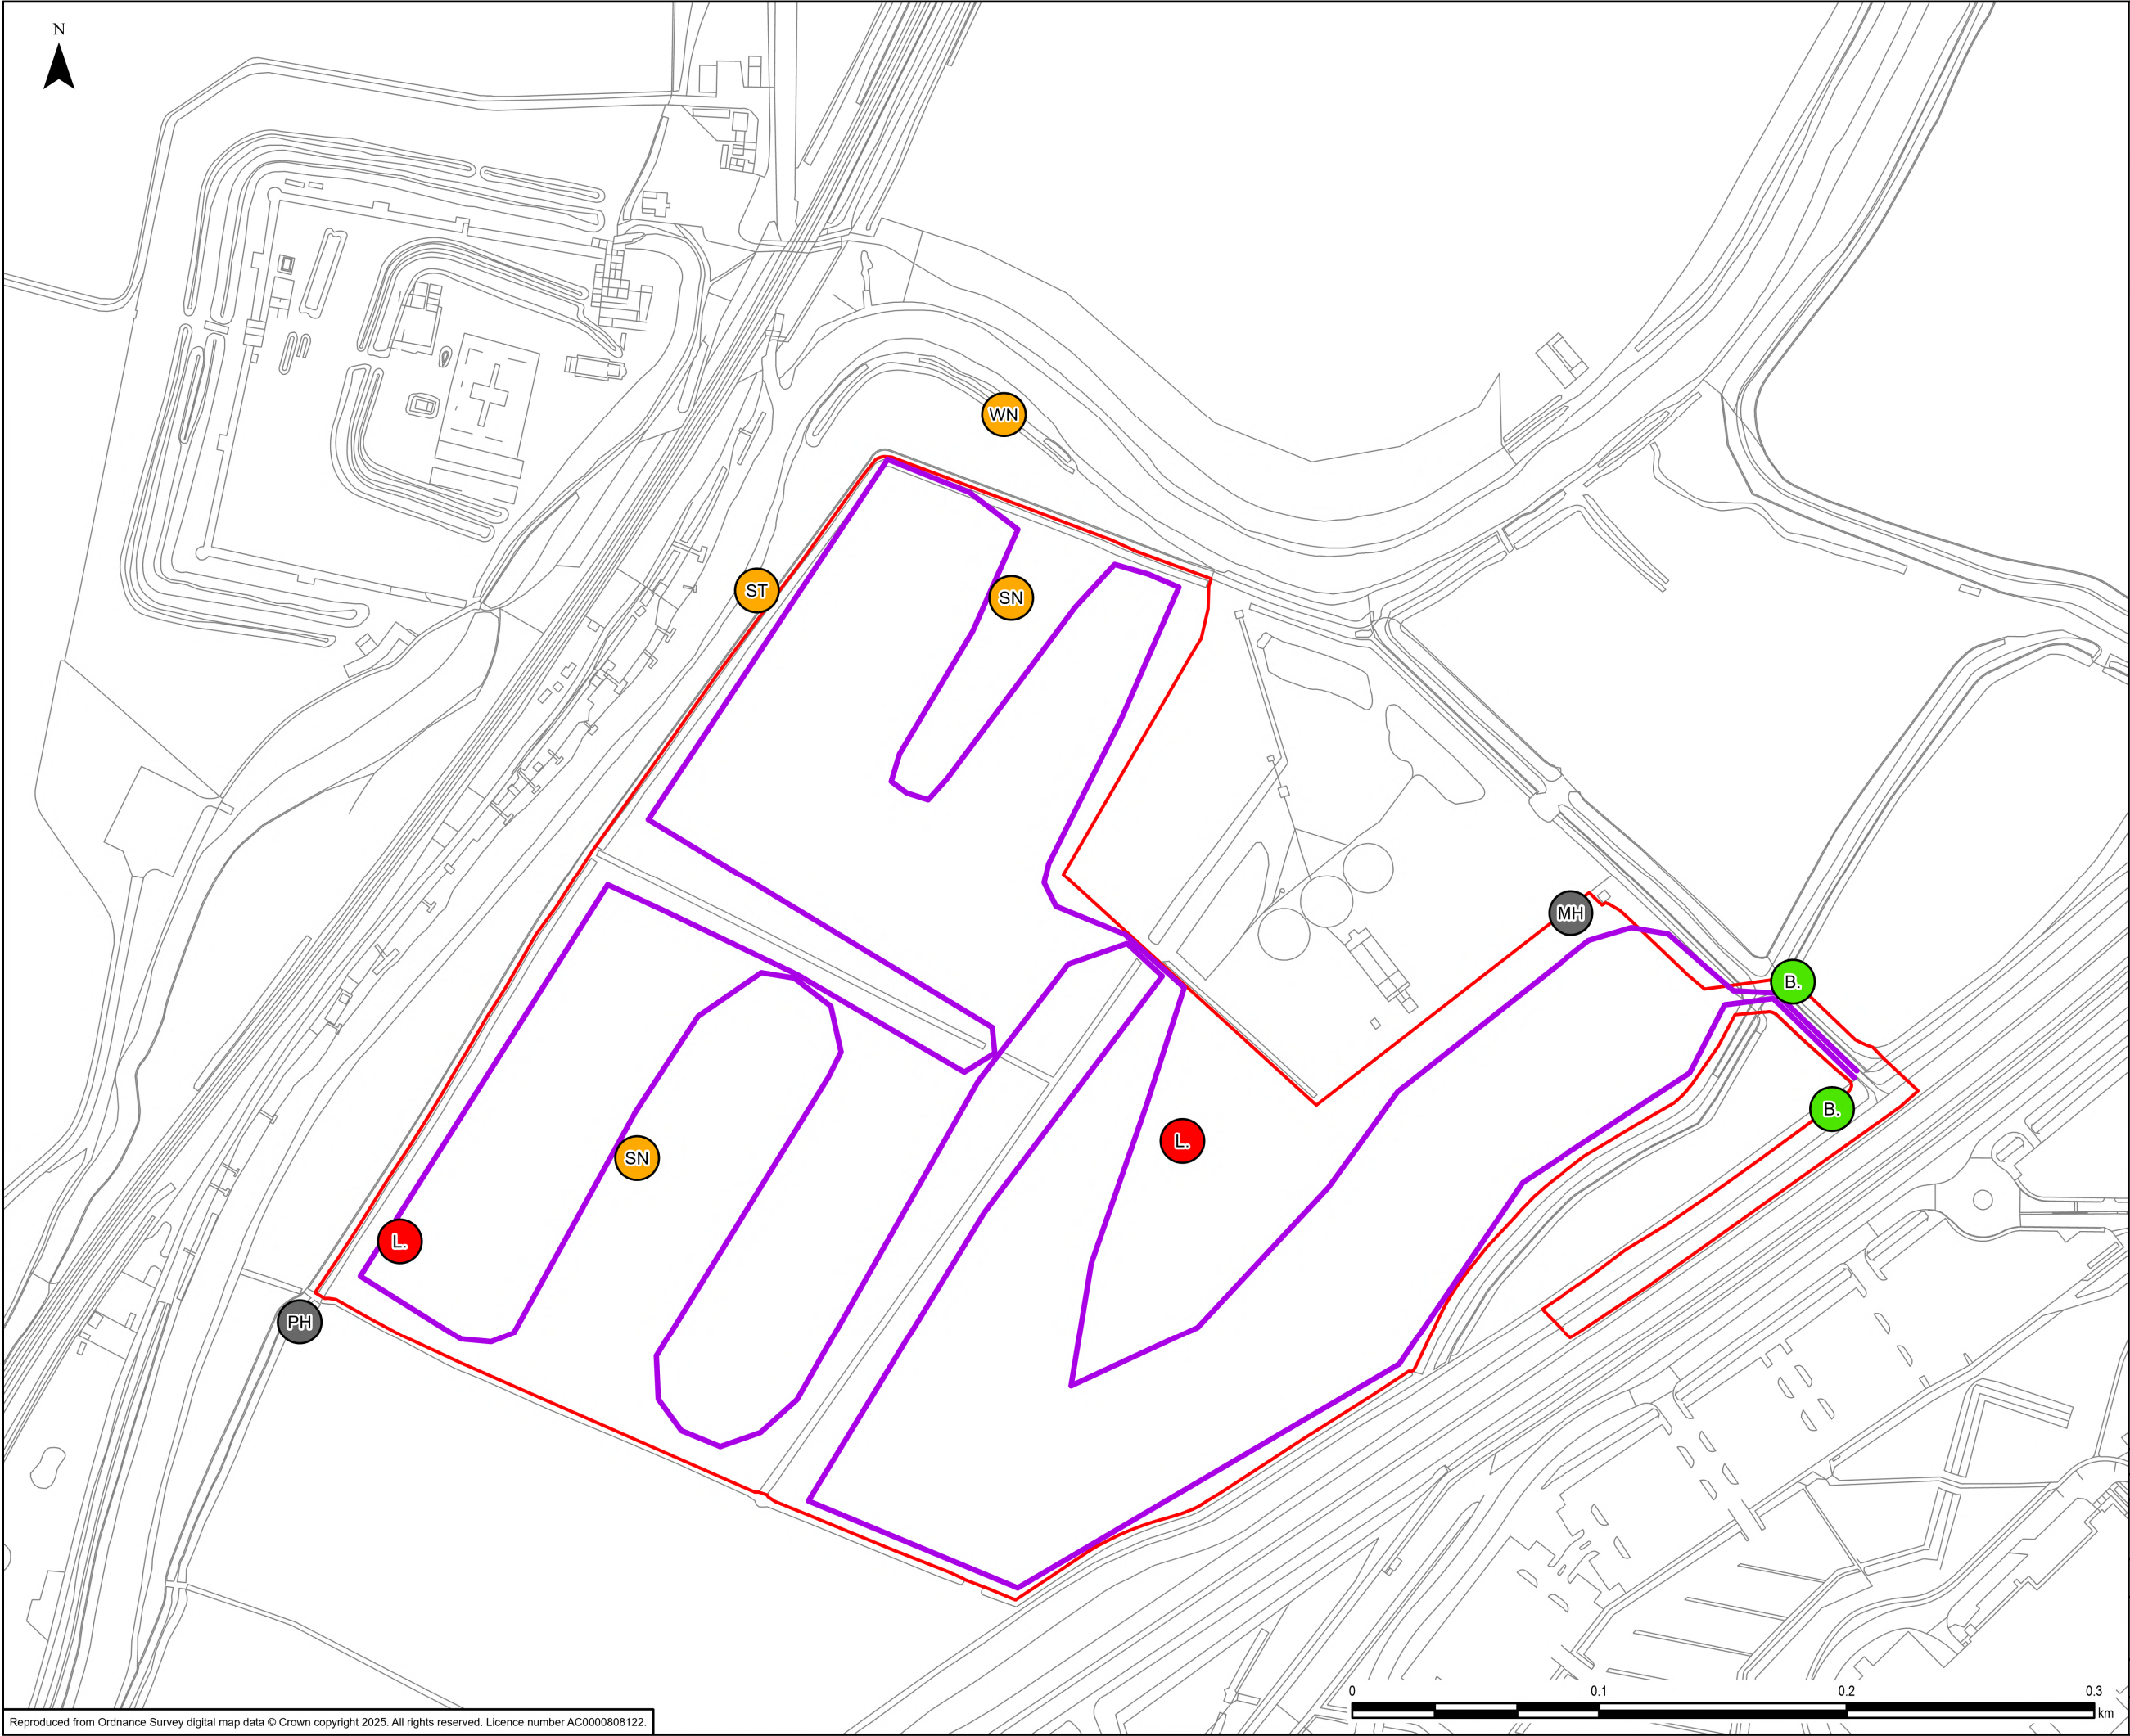 N
WN
ST
SN
MH
B.
B.
L.
SN
L.
PH
0 0.1 0.2 0.3
km
Reproduced from Ordnance Survey digital map data © Crown copyright 2025. All rights reserved. Licence number AC0000808122.